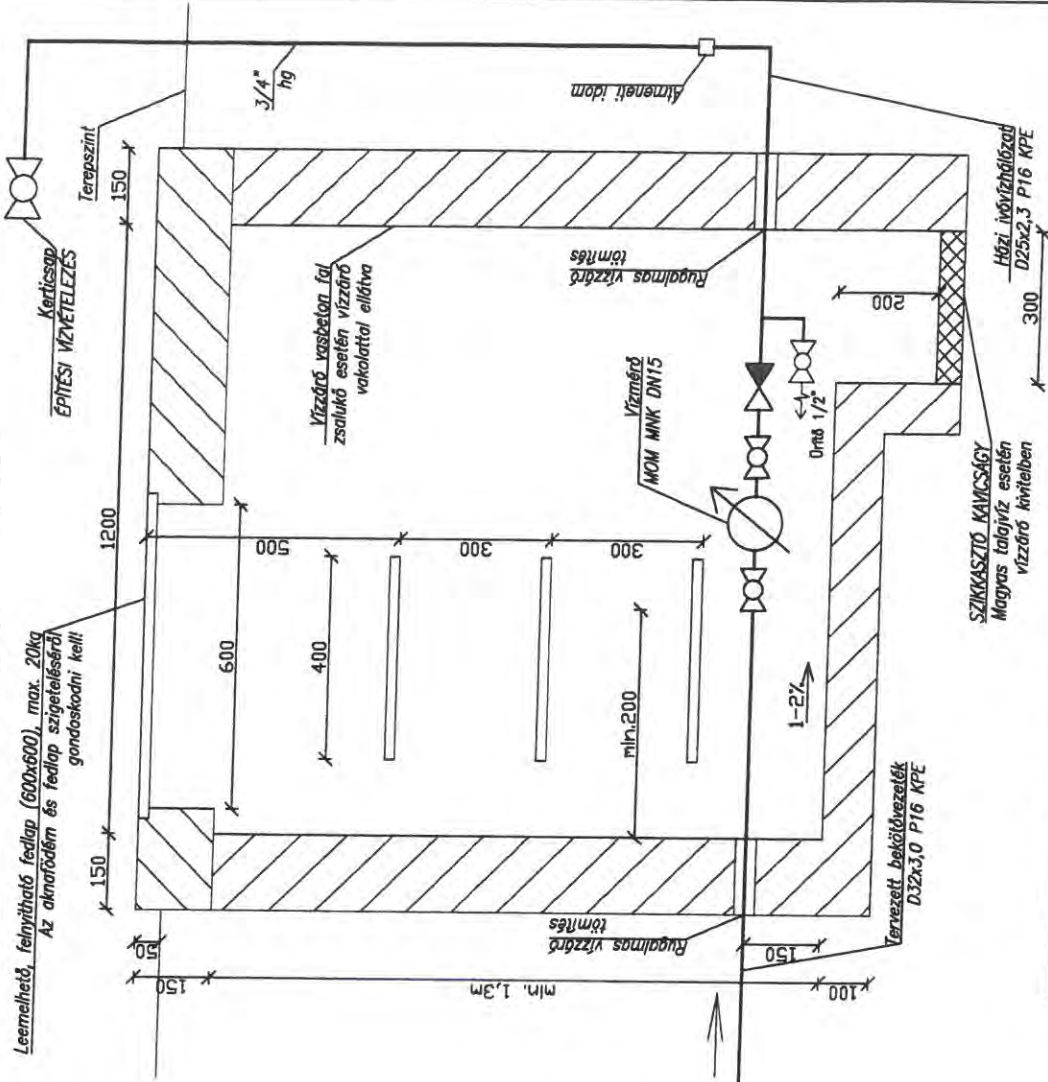 Leemelhető, felnyitható fedlap (600x600), max. 20kg
Az aknafödém és fedlap szigeteléséről
gondoskodni kell!
Kerticsap
ÉPÍTÉSI VÍZVÉTELEZÉS
Terepszint
3/4"
hg
150
1200
150
50
150
min. 1,3m
100
150
600
500
400
300
300
min.200
Vízzáró vasbeton fal
zsalukő esetén vízzáró
vakolattal ellátva
Átmeneti idom
Rugalmas vízzáró
tömítés
Vízmérő
MOM MNK DN15
Ürítő 1/2"
200
1-2%
Rugalmas vízzáró
tömítés
Házi ivóvízhálózat
D25x2,3 P16 KPE
300
SZIKKASZTÓ KAVICSÁGY
Magyas talajvíz esetén
vízzáró kivitelben
Tervezett bekötővezeték
D32x3,0 P16 KPE